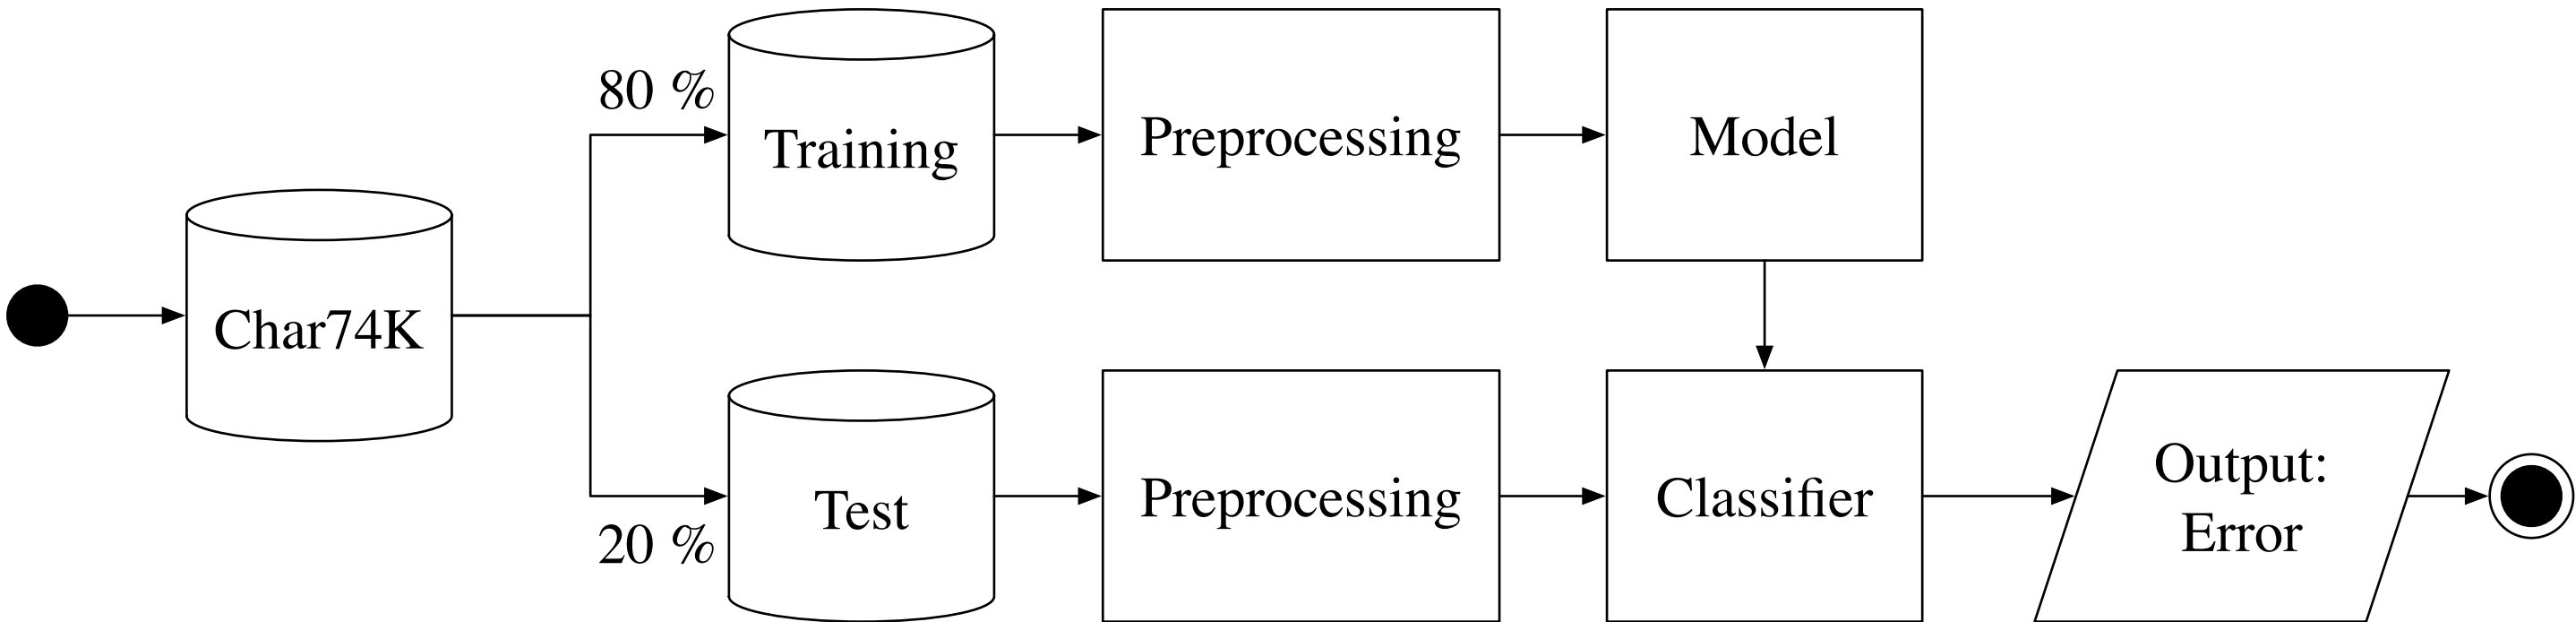 80 %
Training
Preprocessing
Model
Char74K
Test
Preprocessing
Classifier
Output:
Error
20 %